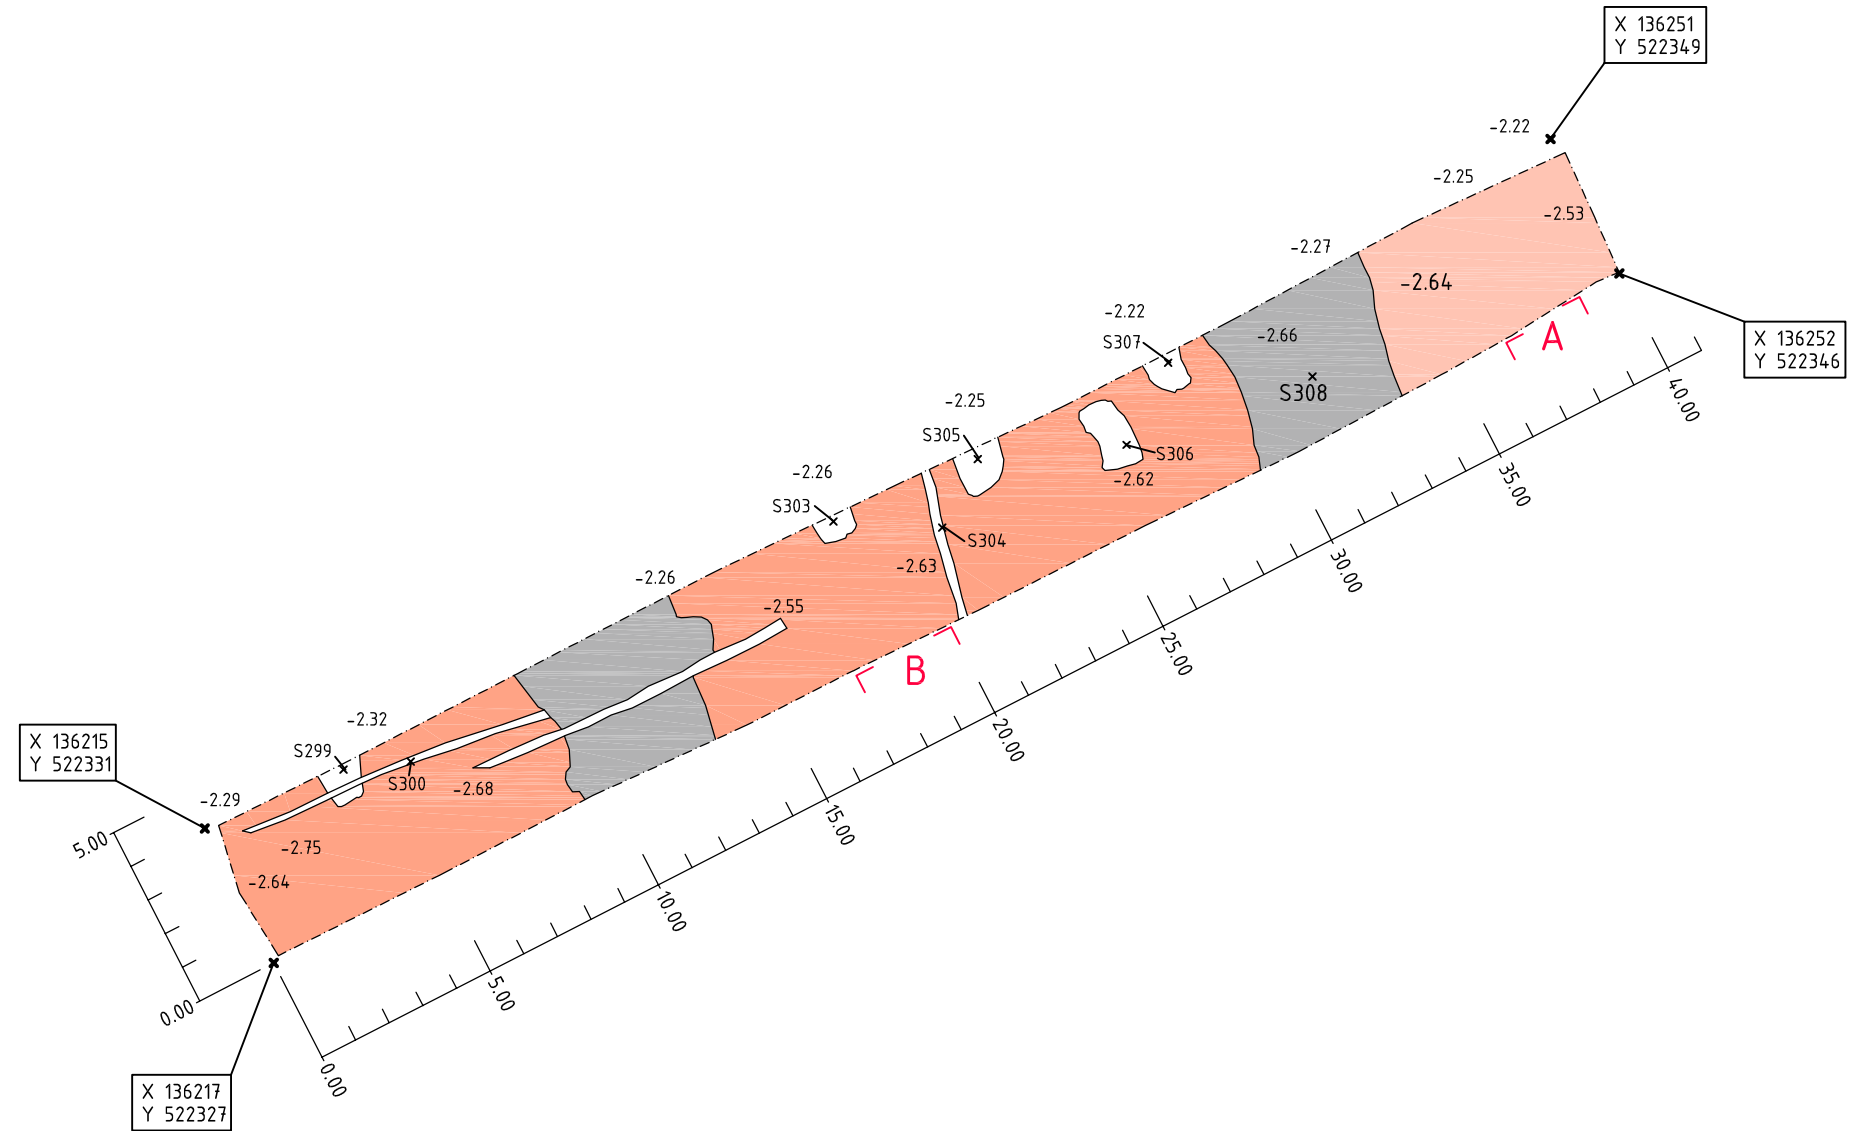 X 136251
Y 522349
-2.22
-2.25
-2.53
-2.27
-2.64
-2.22
S307
-2.66
A
X 136252
Y 522346
S308
40.00
-2.25
S305
S306
-2.62
35.00
-2.26
S303
S304
-2.63
30.00
-2.26
-2.55
B
25.00
-2.32
S299
S300
-2.68
20.00
X 136215
Y 522331
-2.29
5.00
-2.75
-2.64
15.00
10.00
5.00
0.00
0.00
X 136217
Y 522327